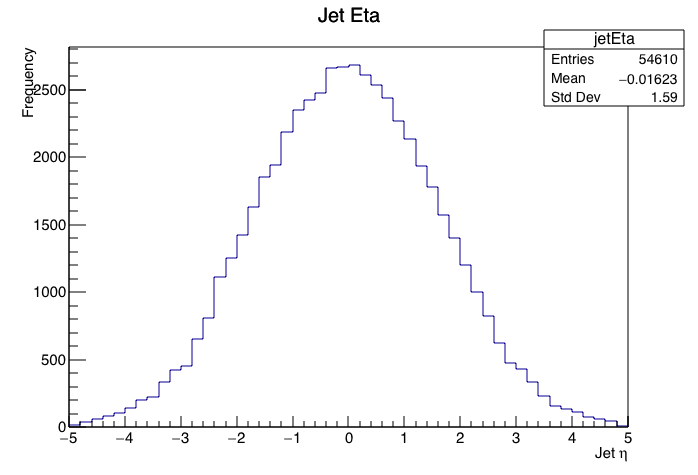 Jet Eta
jetEta
Entries 54610
Mean −0.01623
Std Dev 1.59
Frequency
2500
2000
1500
1000
500
0
−5 −4 −3 −2 −1 0 1 2 3 4 5
Jet η